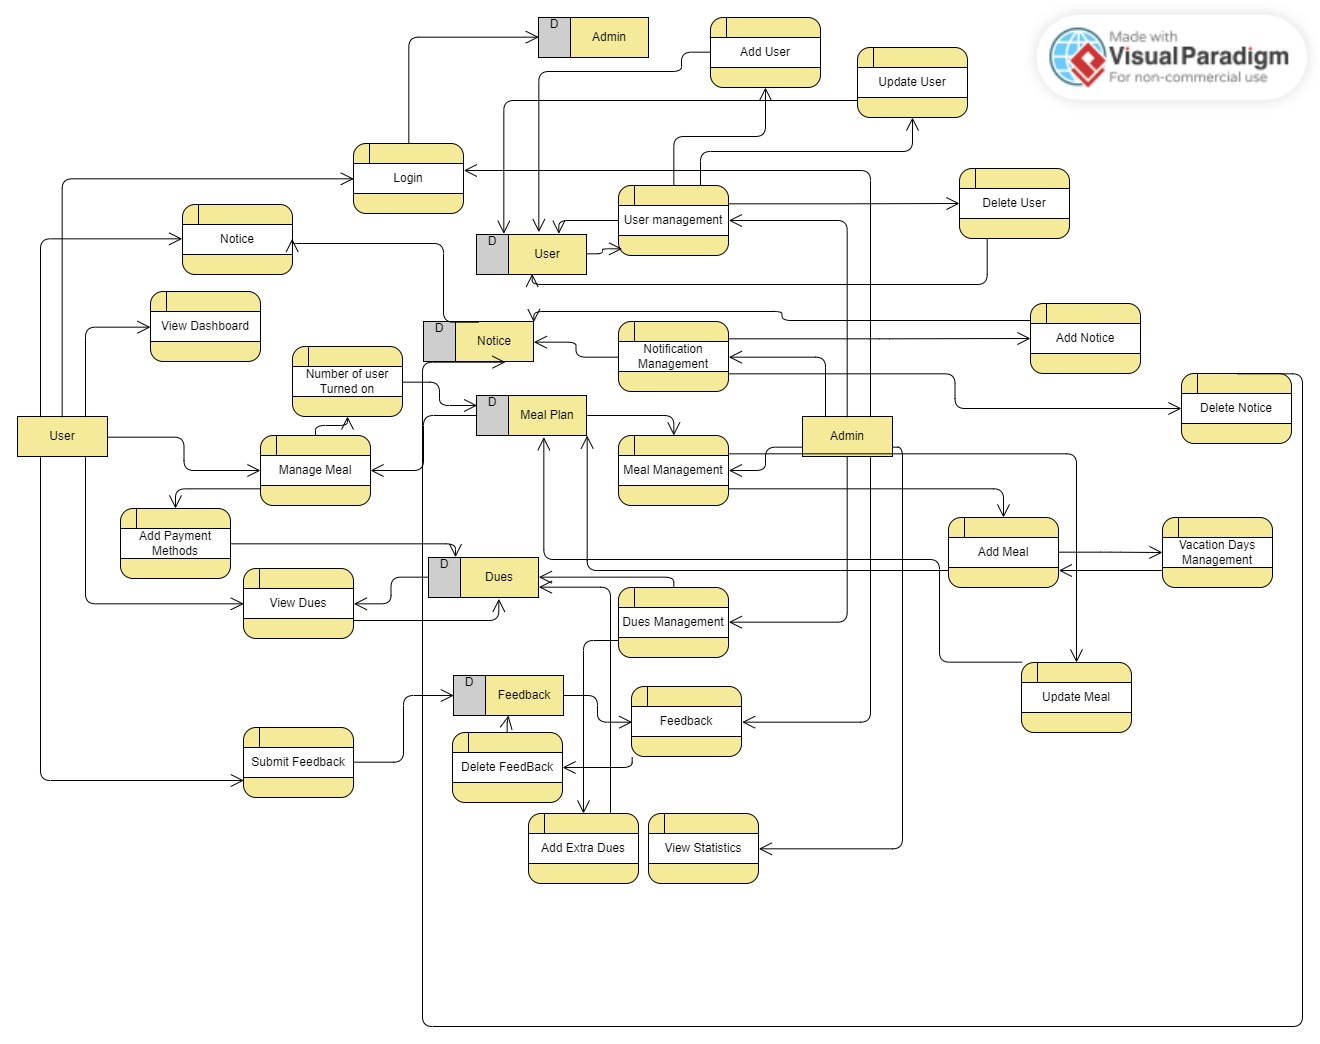 D
Admin
Add User
Made with
Visual Paradigm
For non-commercial use
Update User
Login
Delete User
User management
Notice
D
User
View Dashboard
D
Notice
Notification
Management
Add Notice
Number of user
Turned on
D
Meal Plan
Delete Notice
User
Admin
Manage Meal
Meal Management
Add Payment
Methods
Add Meal
Vacation Days
Management
D
Dues
View Dues
Dues Management
D
Feedback
Update Meal
Feedback
Submit Feedback
Delete FeedBack
Add Extra Dues
View Statistics